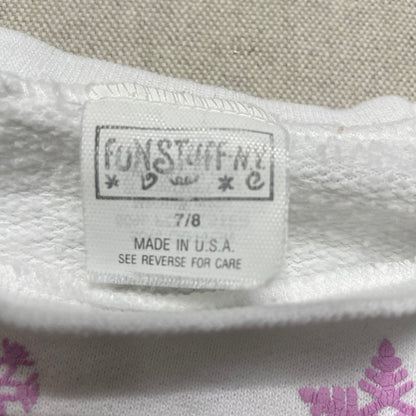 FUNSTUFF-N.Y.
7/8
MADE IN U.S.A.
SEE REVERSE FOR CARE